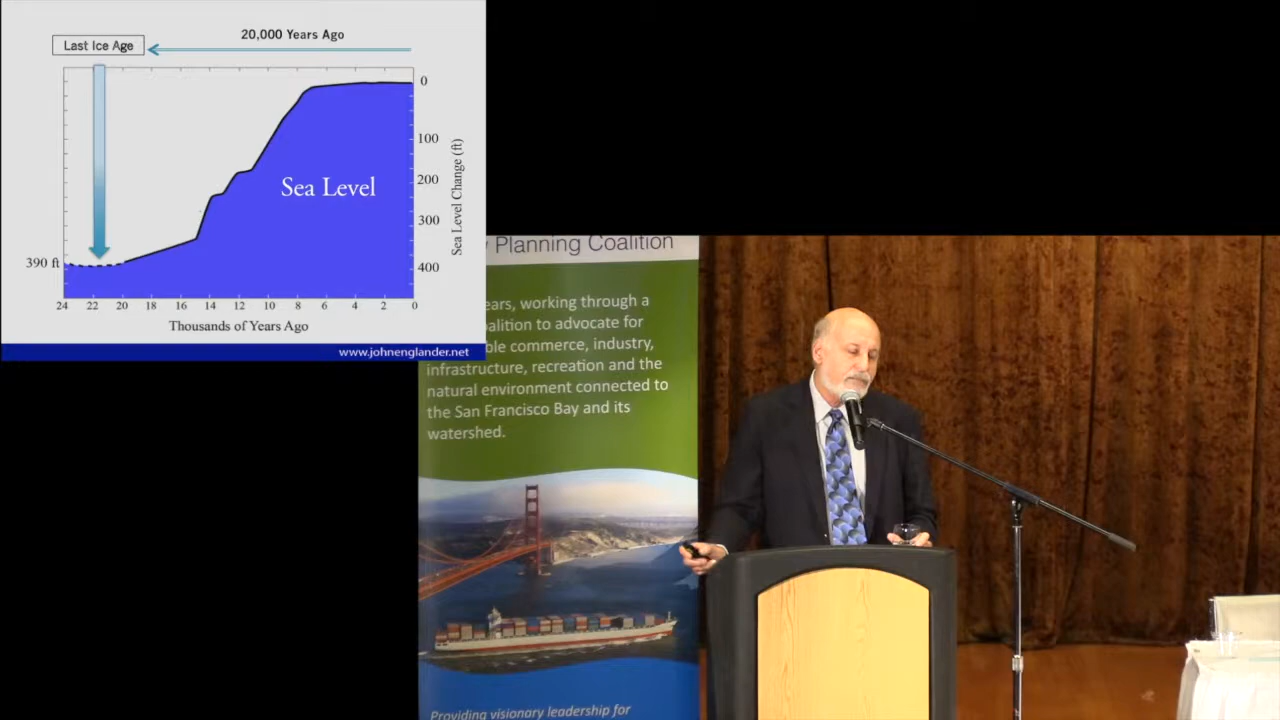 20,000 Years Ago
Last Ice Age
0
100
200
300
400
Sea Level Change (ft)
Sea Level
390 ft
24 22 20 18 16 14 12 10 8 6 4 2 0
Thousands of Years Ago
www.johnenglander.net
Planning Coalition
working through a
to advocate for
commerce, industry,
infrastructure, recreation and the
natural environment connected to
the San Francisco Bay and its
watershed.
Providing visionary leadership for